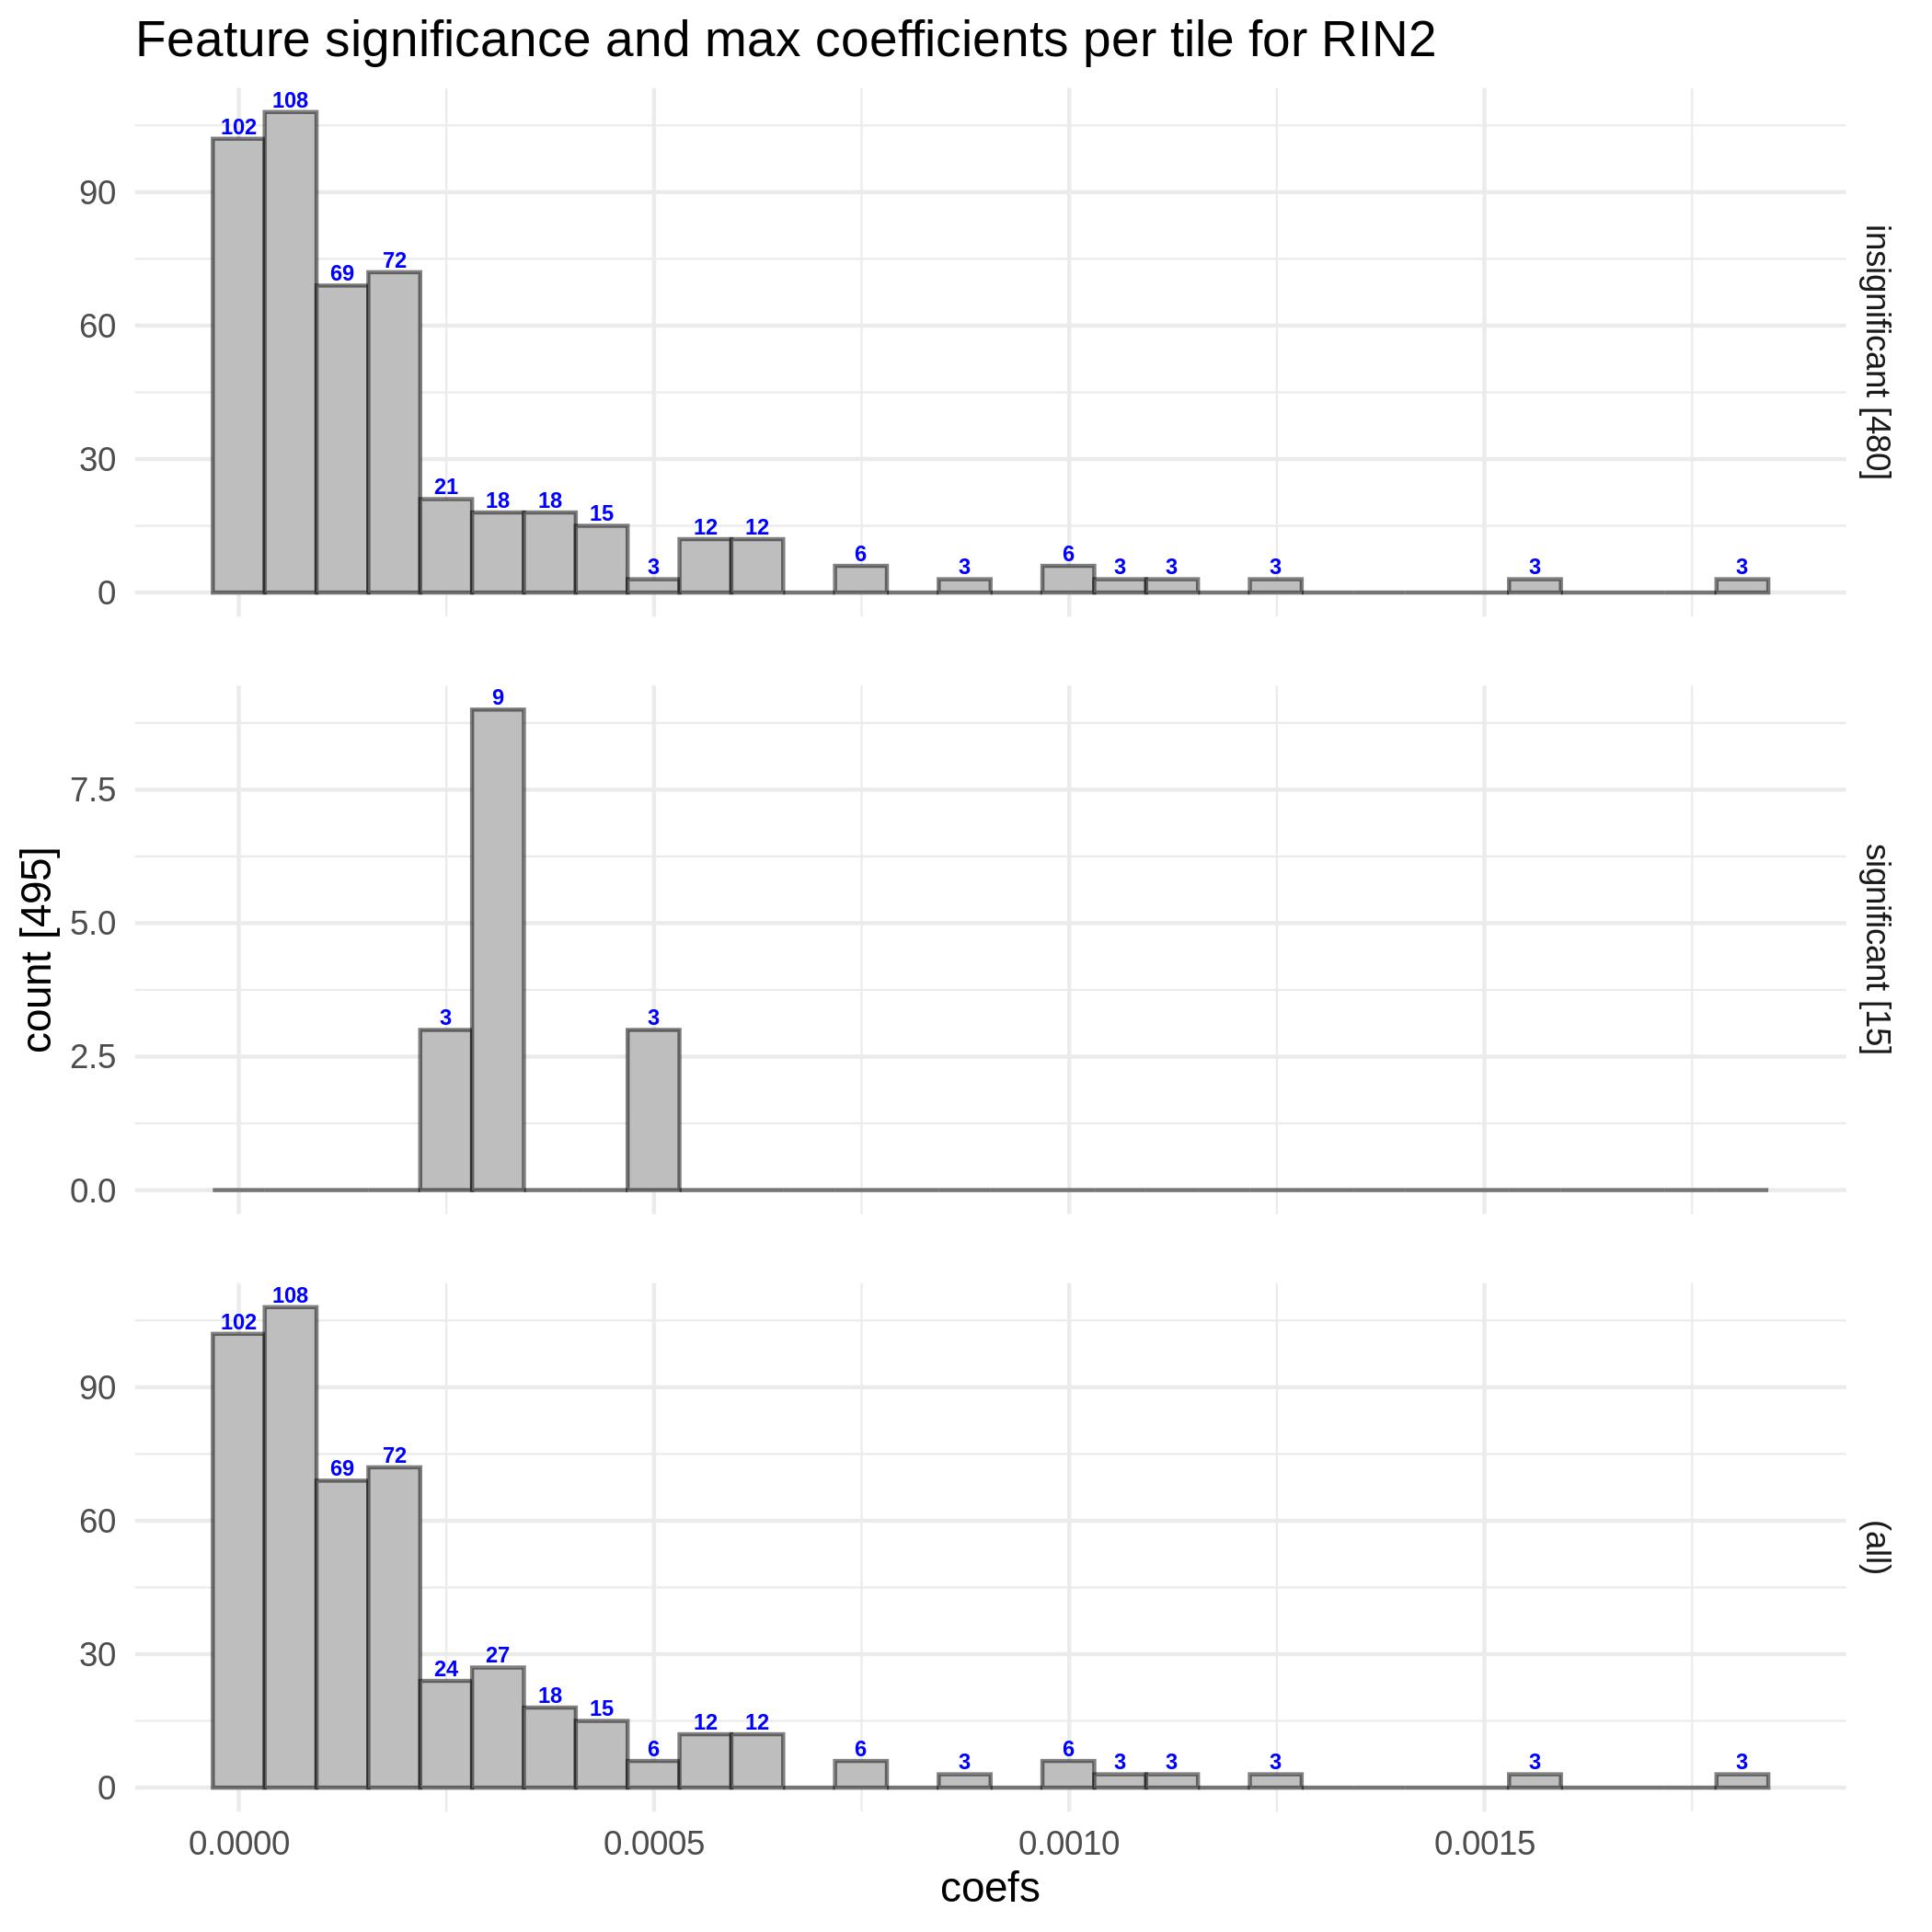 Feature significance and max coefficients per tile for RIN2
102 108 69 72 21 18 18 15 3 12 12 6 3 6 3 3 3 3 3
90
60
30
0
insignificant [480]
3 9 3
7.5
5.0
2.5
0.0
significant [15]
count [495]
102 108 69 72 24 27 18 15 6 12 12 6 3 6 3 3 3 3 3
90
60
30
0
(all)
0.0000 0.0005 0.0010 0.0015
coefs